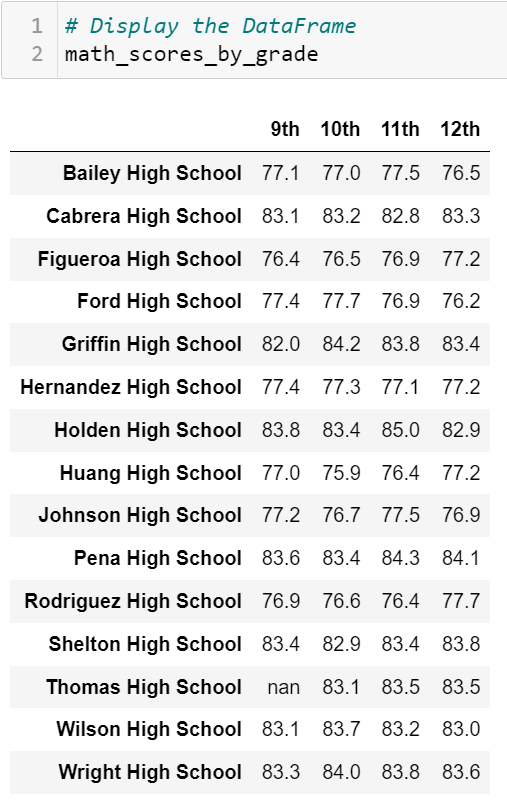 1 # Display the DataFrame
2 math_scores_by_grade
9th 10th 11th 12th
Bailey High School 77.1 77.0 77.5 76.5
Cabrera High School 83.1 83.2 82.8 83.3
Figueroa High School 76.4 76.5 76.9 77.2
Ford High School 77.4 77.7 76.9 76.2
Griffin High School 82.0 84.2 83.8 83.4
Hernandez High School 77.4 77.3 77.1 77.2
Holden High School 83.8 83.4 85.0 82.9
Huang High School 77.0 75.9 76.4 77.2
Johnson High School 77.2 76.7 77.5 76.9
Pena High School 83.6 83.4 84.3 84.1
Rodriguez High School 76.9 76.6 76.4 77.7
Shelton High School 83.4 82.9 83.4 83.8
Thomas High School nan 83.1 83.5 83.5
Wilson High School 83.1 83.7 83.2 83.0
Wright High School 83.3 84.0 83.8 83.6